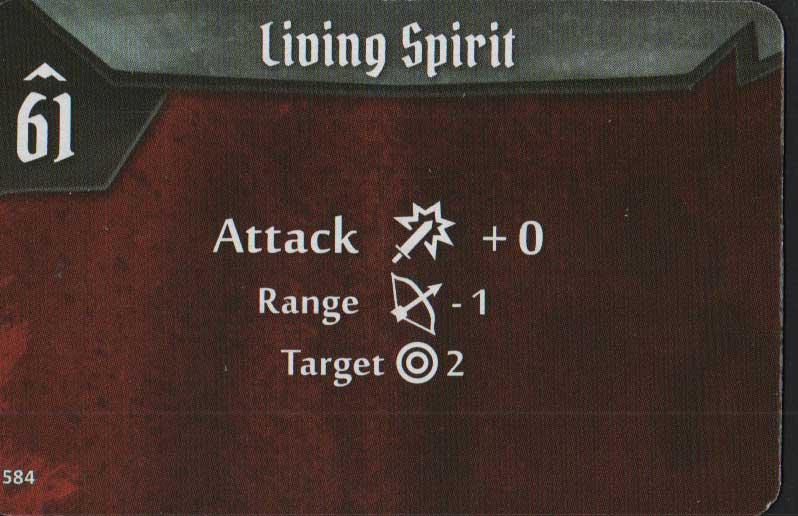 Living Spirit
61
Attack + 0
Range - 1
Target 2
584